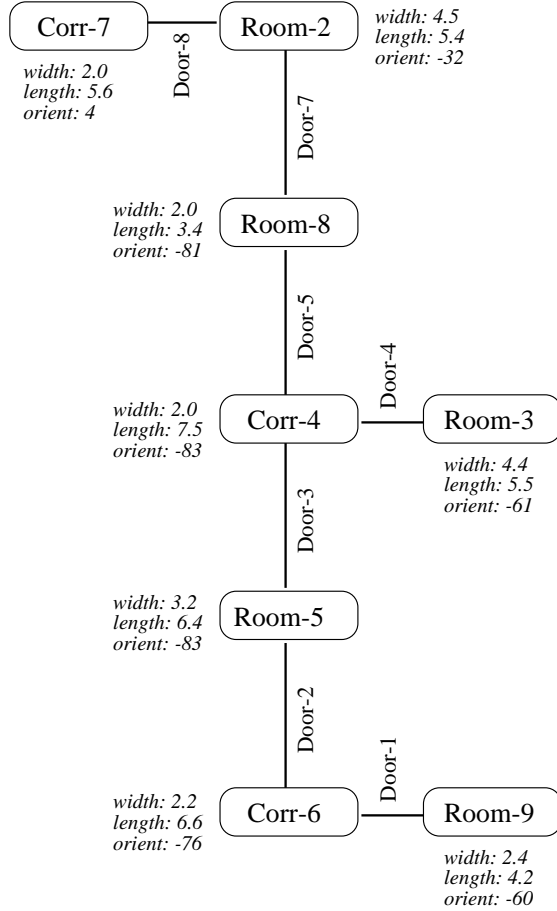 Corr-7
Door-8
Room-2
width: 4.5
length: 5.4
orient: -32
width: 2.0
length: 5.6
orient: 4
Door-7
width: 2.0
length: 3.4
orient: -81
Room-8
Door-5
Door-4
width: 2.0
length: 7.5
orient: -83
Corr-4
Room-3
width: 4.4
length: 5.5
orient: -61
Door-3
width: 3.2
length: 6.4
orient: -83
Room-5
Door-2
Door-1
width: 2.2
length: 6.6
orient: -76
Corr-6
Room-9
width: 2.4
length: 4.2
orient: -60